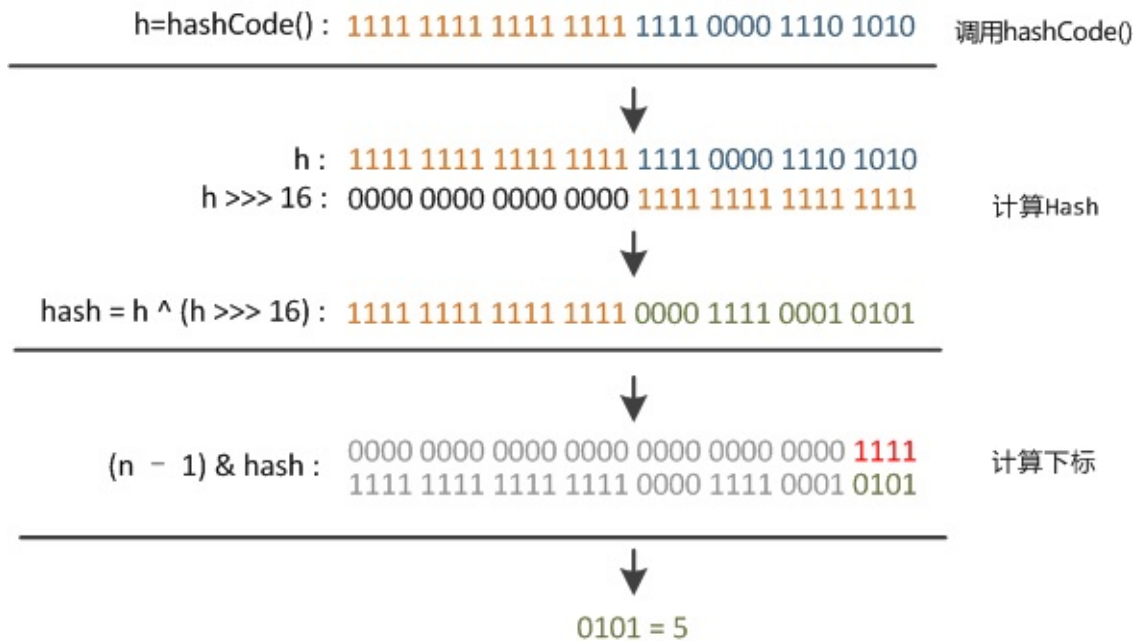 h=hashCode() : 1111 1111 1111 1111 1111 0000 1110 1010 调用hashCode()
h : 1111 1111 1111 1111 1111 0000 1110 1010
h >>> 16 : 0000 0000 0000 0000 1111 1111 1111 1111
计算Hash
hash = h ^ (h >>> 16) : 1111 1111 1111 1111 0000 1111 0001 0101
0000 0000 0000 0000 0000 0000 0000 1111
(n - 1) & hash : 计算下标
1111 1111 1111 1111 0000 1111 0001 0101
0101 = 5